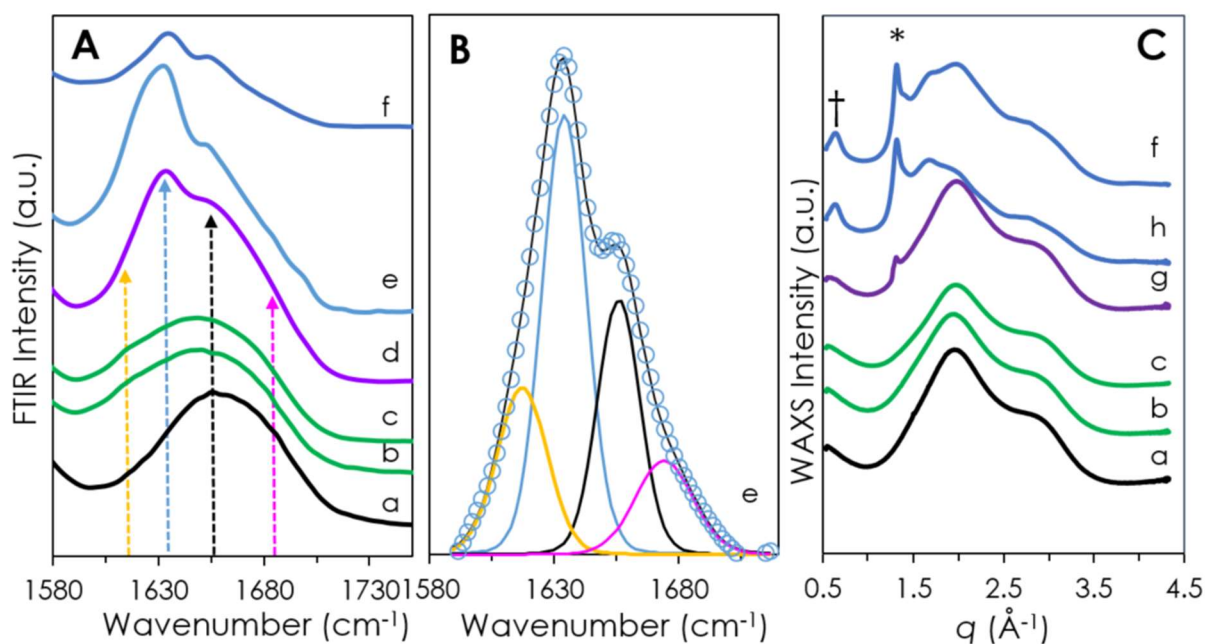 A
f
e
d
c
b
a
FTIR Intensity (a.u.)
1580 1630 1680 1730
Wavenumber (cm-1)
B
e
1580 1630 1680
Wavenumber (cm-1)
C
*
†
f
h
g
c
b
a
WAXS Intensity (a.u.)
0.5 1.5 2.5 3.5 4.5
q (Å-1)